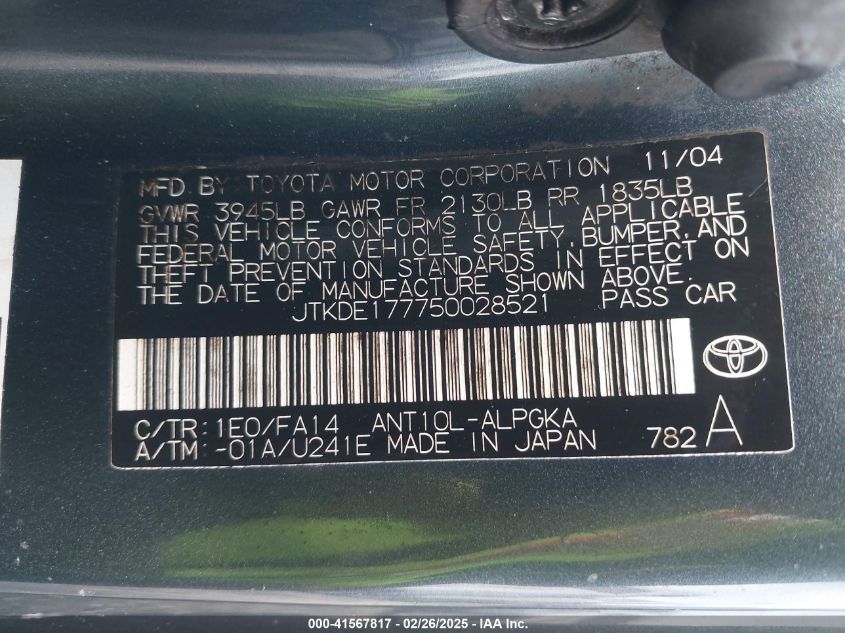 MFD. BY TOYOTA MOTOR CORPORATION 11/04
GVWR 3945LB GAWR FR 2130LB RR 1835LB
THIS VEHICLE CONFORMS TO ALL APPLICABLE
FEDERAL MOTOR VEHICLE SAFETY, BUMPER, AND
THEFT PREVENTION STANDARDS IN EFFECT ON
THE DATE OF MANUFACTURE SHOWN ABOVE.
JTKDE177750028521 PASS CAR
C/TR: 1E0/FA14 ANT10L-ALPGKA
A/TM: -01A/U241E MADE IN JAPAN 782 A
000-41567817 - 02/26/2025 - © IAA Inc.